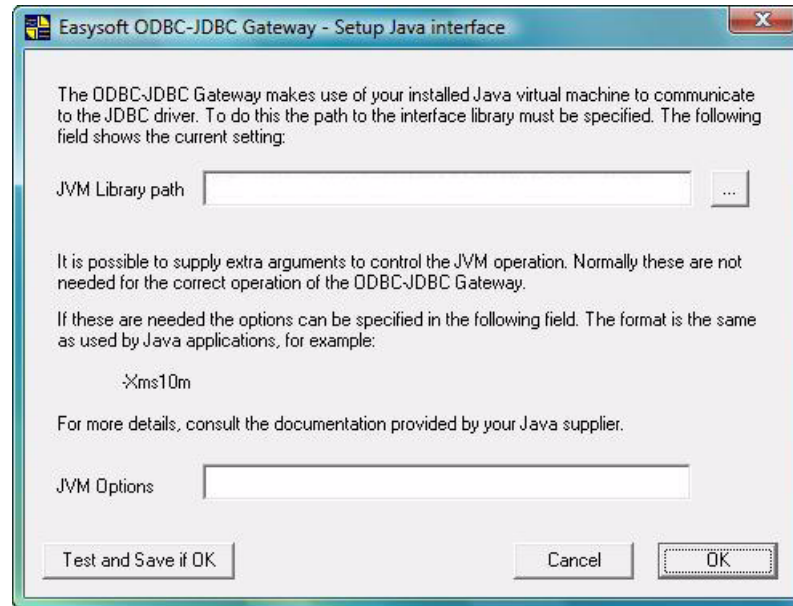 Easysoft ODBC-JDBC Gateway - Setup Java interface
The ODBC-JDBC Gateway makes use of your installed Java virtual machine to communicate
to the JDBC driver. To do this the path to the interface library must be specified. The following
field shows the current setting:
JVM Library path
...
It is possible to supply extra arguments to control the JVM operation. Normally these are not
needed for the correct operation of the ODBC-JDBC Gateway.
If these are needed the options can be specified in the following field. The format is the same
as used by Java applications, for example:
-Xms10m
For more details, consult the documentation provided by your Java supplier.
JVM Options
Test and Save if OK
Cancel
OK